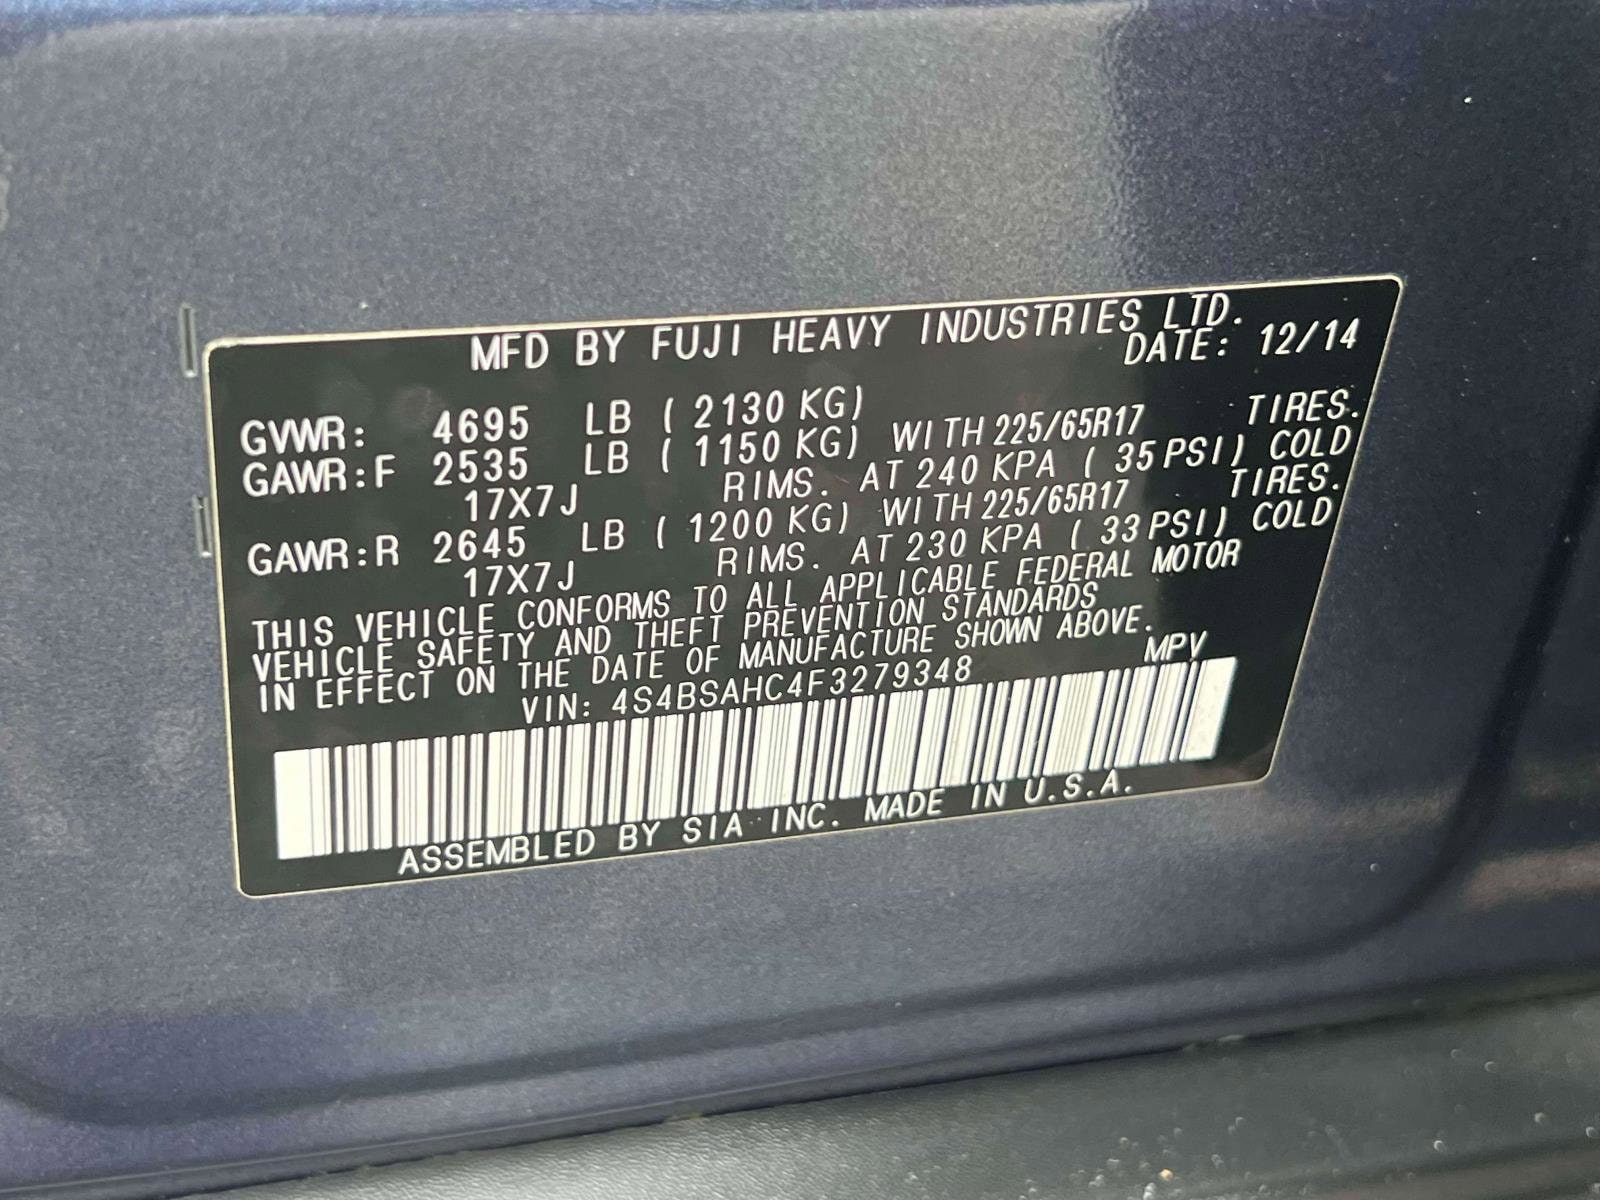 MFD BY FUJI HEAVY INDUSTRIES LTD.
DATE: 12/14
GVWR: 4695 LB ( 2130 KG)
GAWR:F 2535 LB ( 1150 KG) WITH 225/65R17 TIRES.
17X7J RIMS. AT 240 KPA ( 35 PSI) COLD
GAWR:R 2645 LB ( 1200 KG) WITH 225/65R17 TIRES.
17X7J RIMS. AT 230 KPA ( 33 PSI) COLD
THIS VEHICLE CONFORMS TO ALL APPLICABLE FEDERAL MOTOR
VEHICLE SAFETY AND THEFT PREVENTION STANDARDS
IN EFFECT ON THE DATE OF MANUFACTURE SHOWN ABOVE.
VIN: 4S4BSAHC4F3279348 MPV
ASSEMBLED BY SIA INC. MADE IN U.S.A.